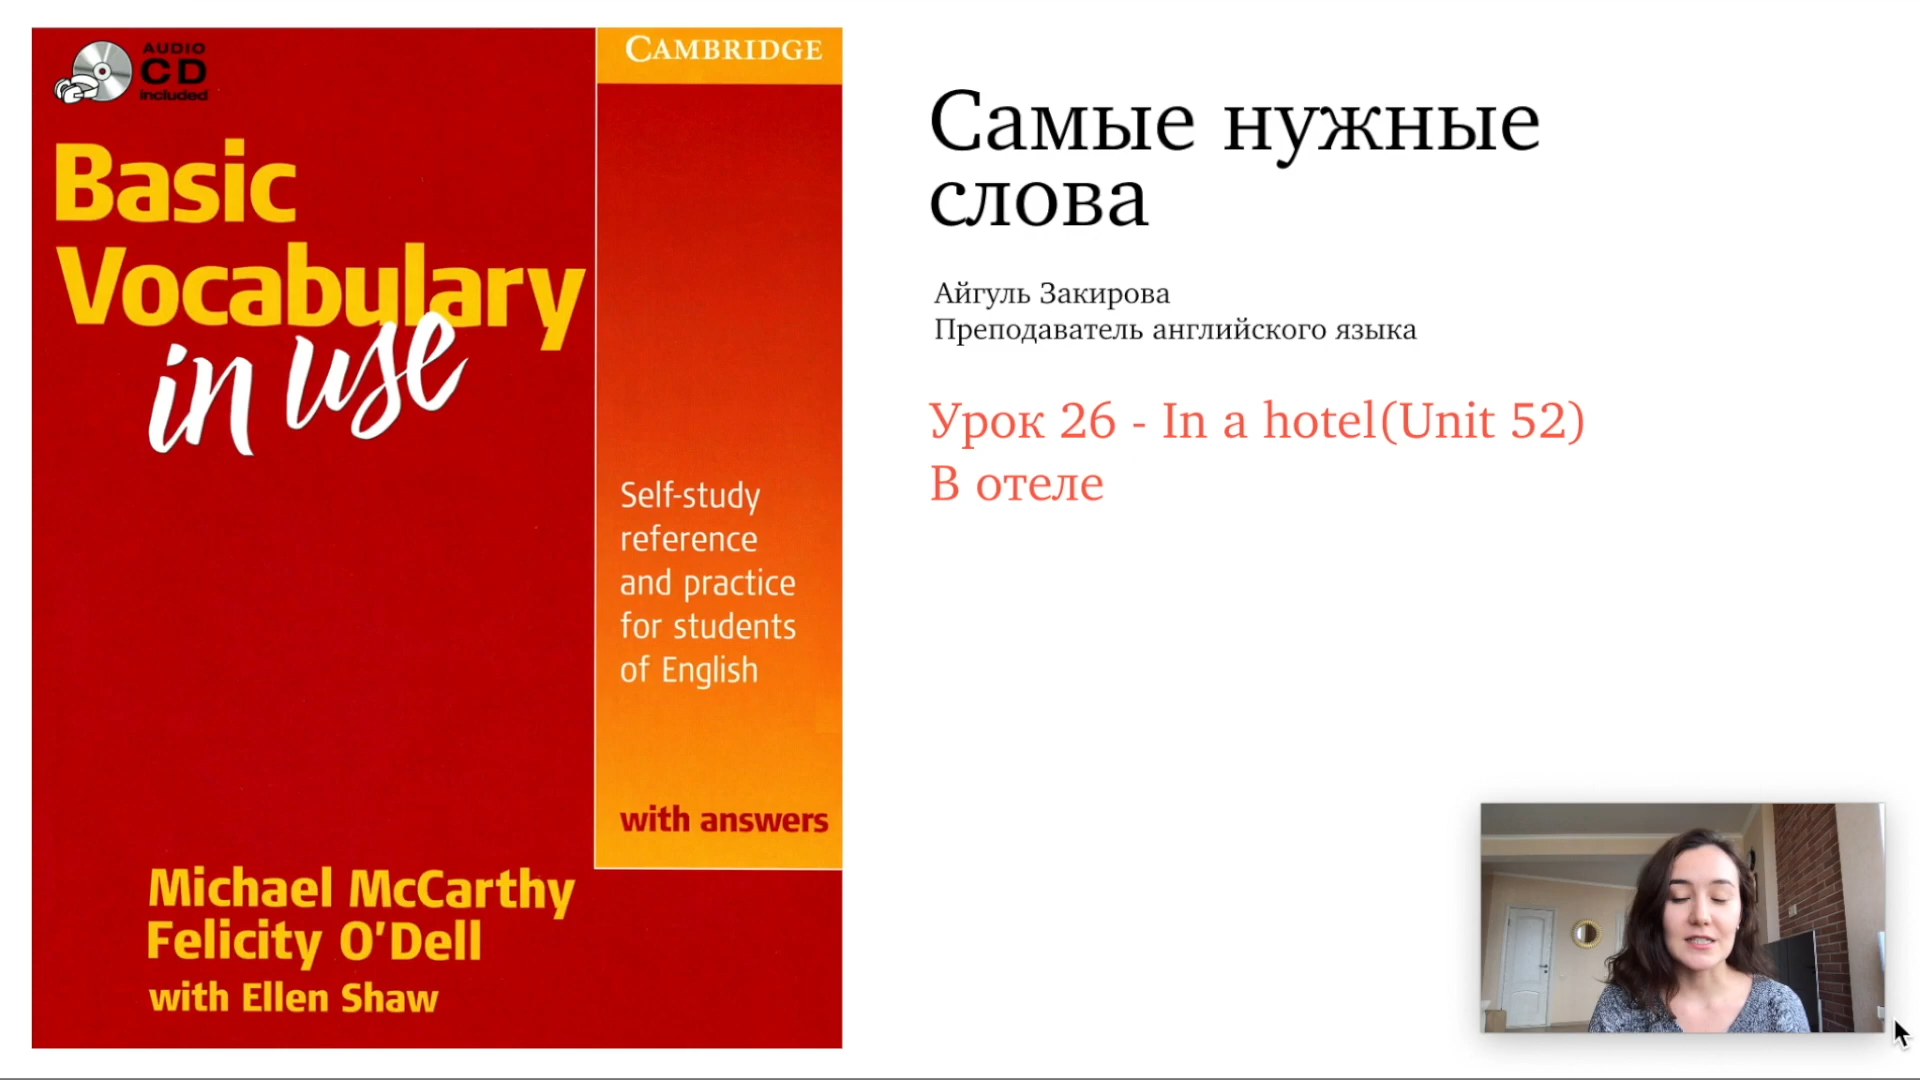 AUDIO
CD
included
CAMBRIDGE
Basic
Vocabulary
in use
Self-study
reference
and practice
for students
of English
with answers
Michael McCarthy
Felicity O'Dell
with Ellen Shaw
Самые нужные
слова
Айгуль Закирова
Преподаватель английского языка
Урок 26 - In a hotel(Unit 52)
В отеле